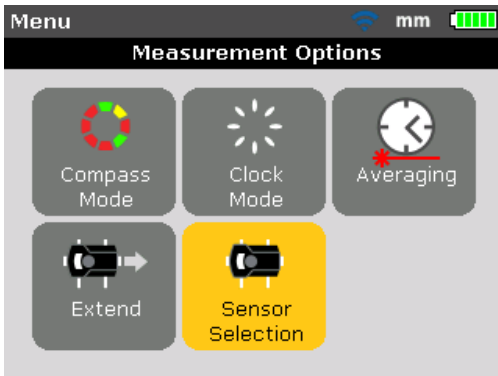 Menu mm
Measurement Options
Compass
Mode
Clock
Mode
Averaging
Extend
Sensor
Selection